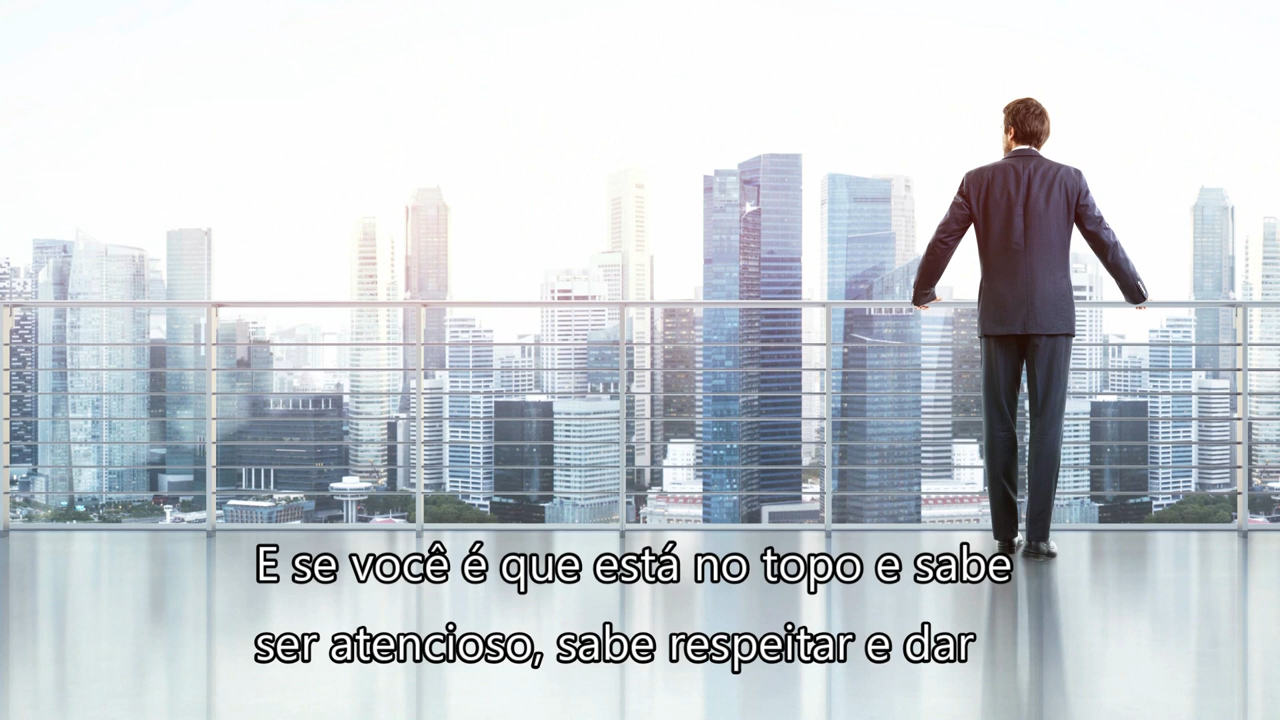 E se você é que está no topo e sabe
ser atencioso, sabe respeitar e dar